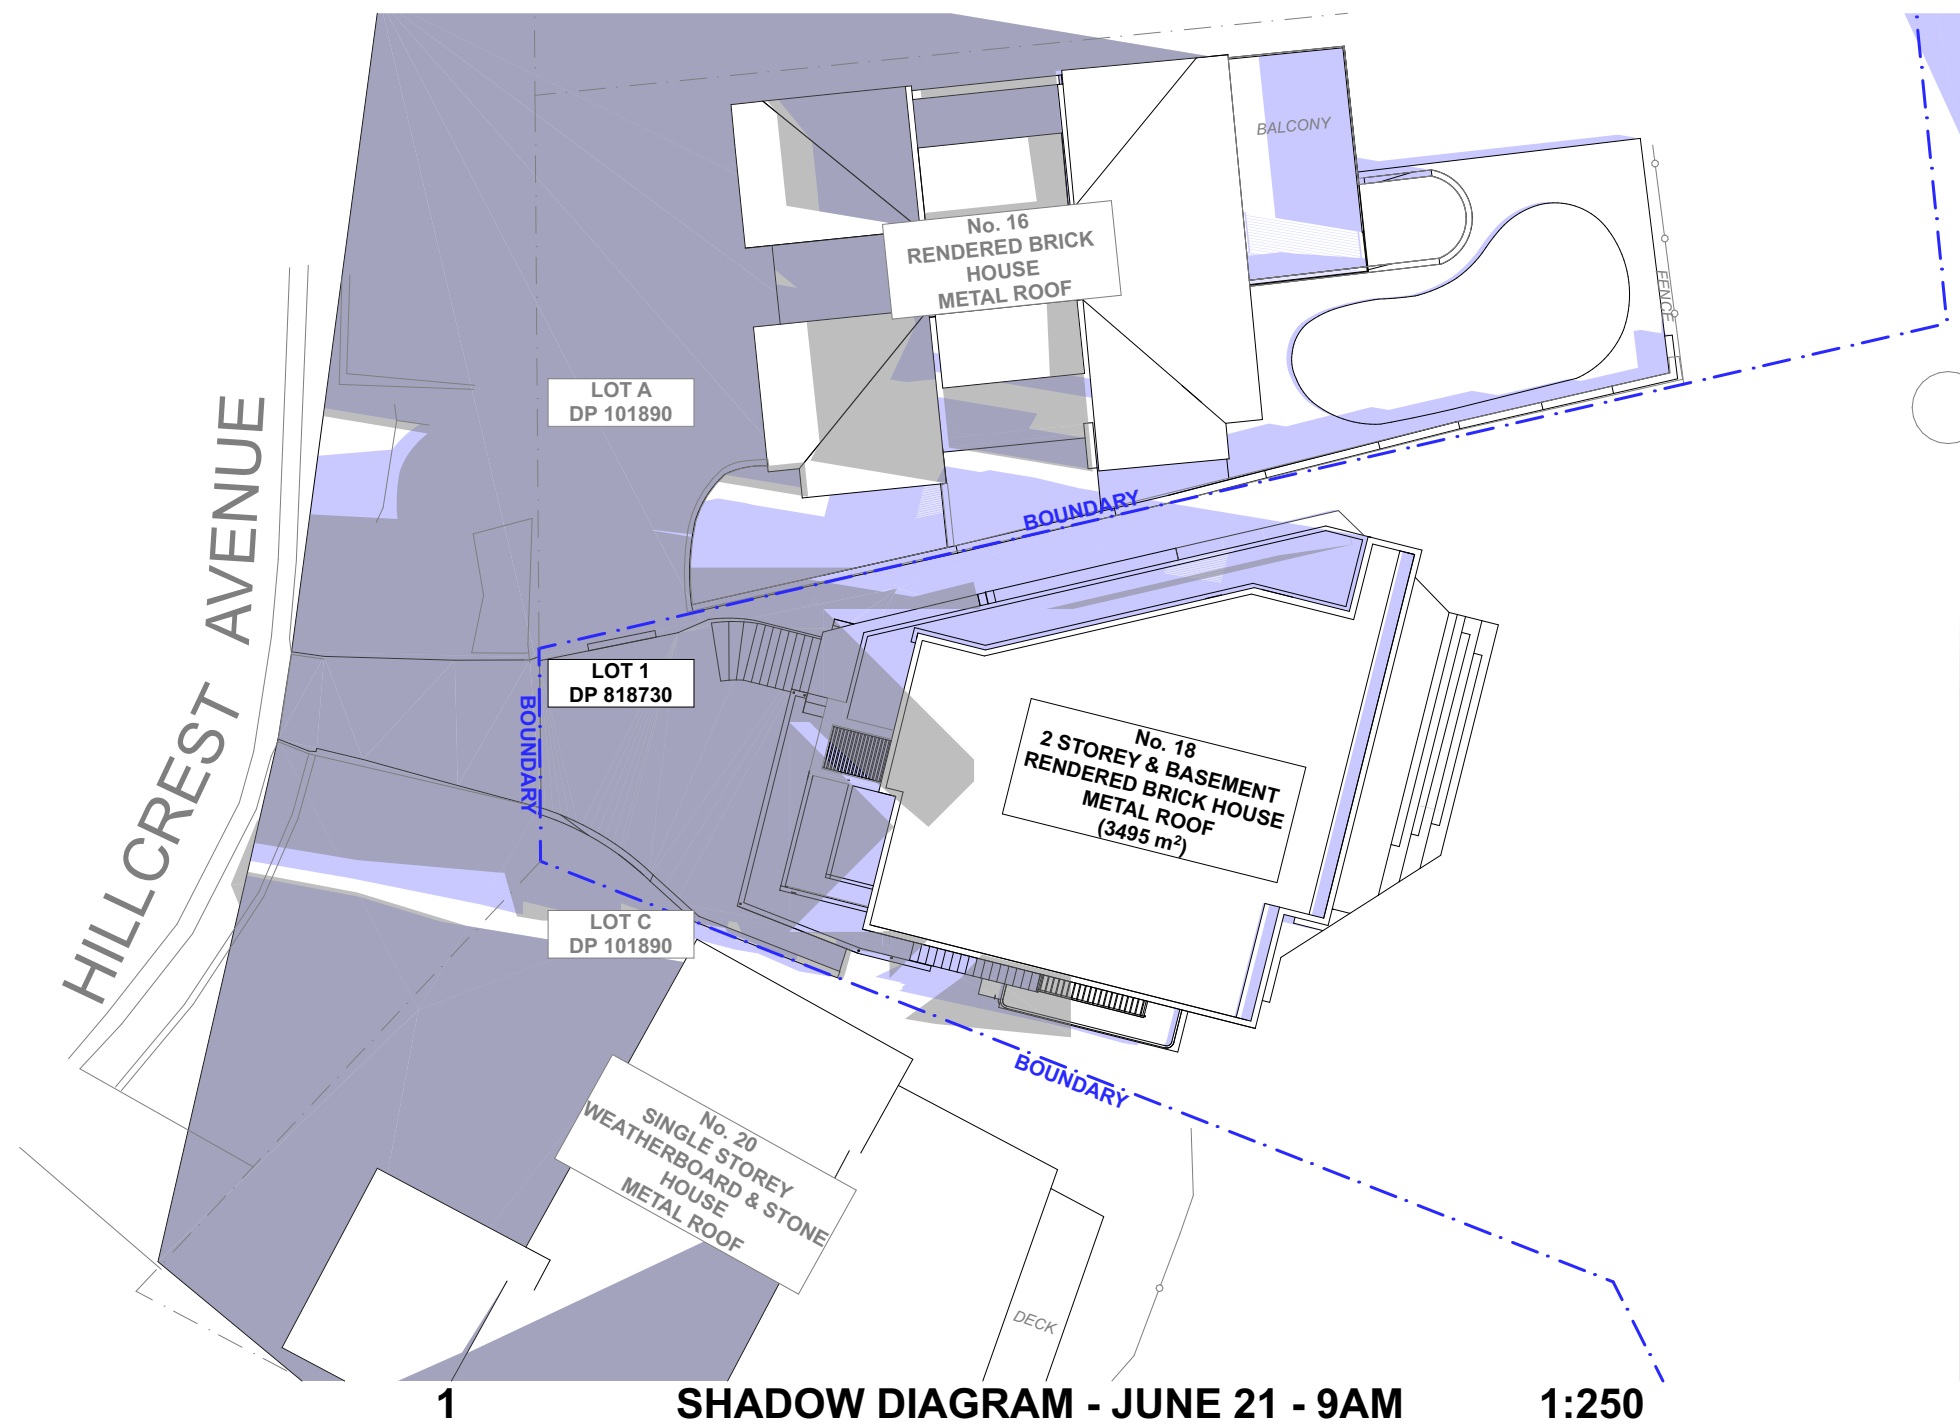 BALCONY
No. 16
RENDERED BRICK
HOUSE
METAL ROOF
FENCE
LOT A
DP 101890
HILLCREST AVENUE
BOUNDARY
LOT 1
DP 818730
BOUNDARY
No. 18
2 STOREY & BASEMENT
RENDERED BRICK HOUSE
METAL ROOF
(3495 m²)
LOT C
DP 101890
BOUNDARY
No. 20
SINGLE STOREY
WEATHERBOARD & STONE
HOUSE
METAL ROOF
DECK
1 SHADOW DIAGRAM - JUNE 21 - 9AM 1:250